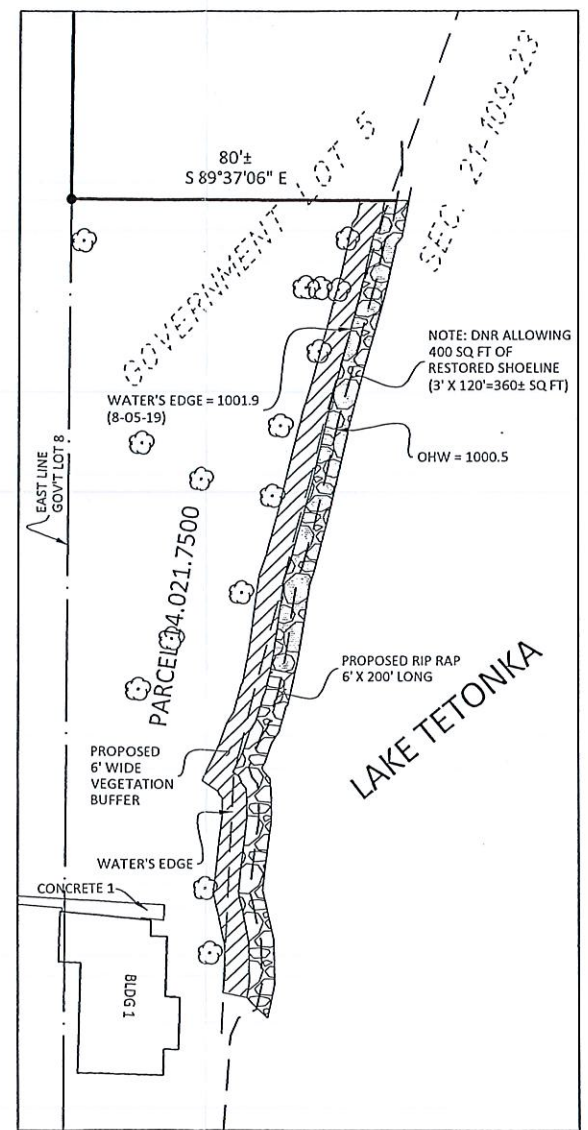 80'±
S 89°37'06" E
GOVERNMENT LOT 5
SEC. 21-109-23
NOTE: DNR ALLOWING
400 SQ FT OF
RESTORED SHOELINE
(3' X 120'=360± SQ FT)
WATER'S EDGE = 1001.9
(8-05-19)
OHW = 1000.5
EAST LINE
GOV'T LOT 8
PARCEL 04.021.7500
PROPOSED RIP RAP
6' X 200' LONG
LAKE TETONKA
PROPOSED
6' WIDE
VEGETATION
BUFFER
WATER'S EDGE
CONCRETE 1
BLDG 1